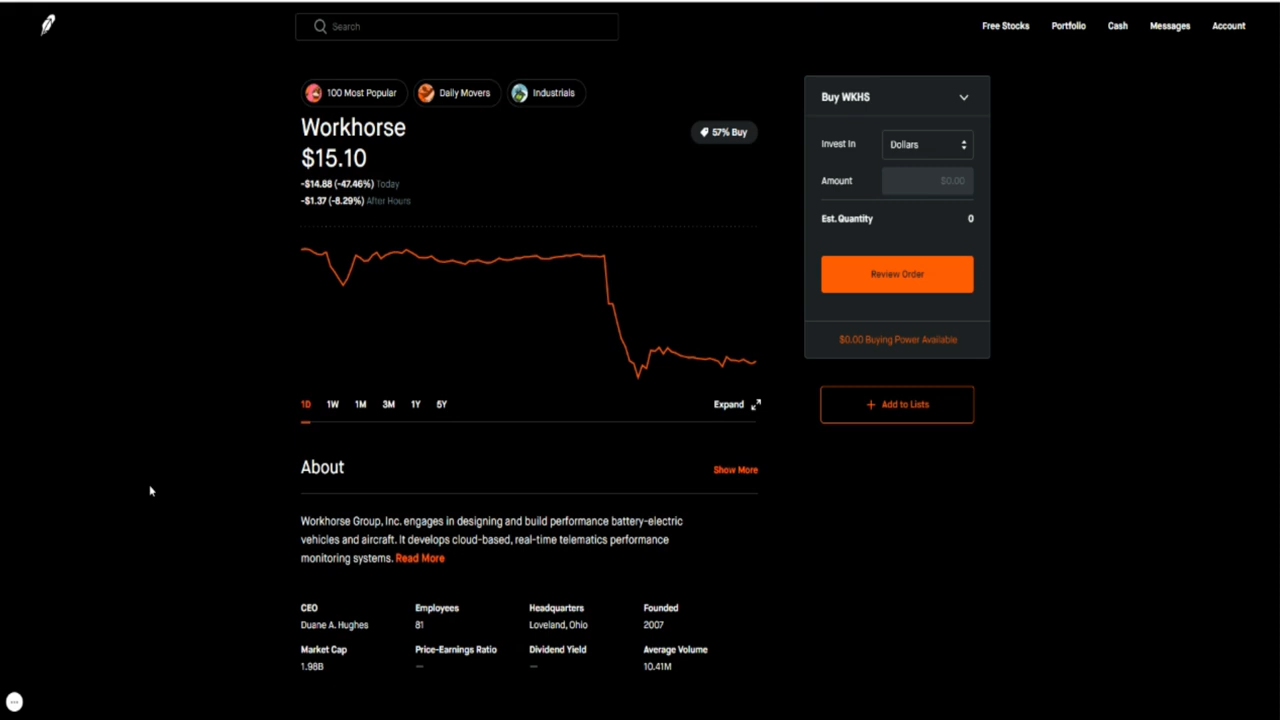 Search
Free Stocks Portfolio Cash Messages Account
100 Most Popular Daily Movers Industrials
Workhorse
$15.10
57% Buy
-$14.88 (-47.46%) Today
-$1.37 (-8.29%) After Hours
1D 1W 1M 3M 1Y 5Y
Expand
About
Show More
Workhorse Group, Inc. engages in designing and build performance battery-electric
vehicles and aircraft. It develops cloud-based, real-time telematics performance
monitoring systems. Read More
CEO Employees Headquarters Founded
Duane A. Hughes 81 Loveland, Ohio 2007
Market Cap Price-Earnings Ratio Dividend Yield Average Volume
1.98B — — 10.41M
Buy WKHS
Invest In Dollars
Amount $0.00
Est. Quantity 0
Review Order
$0.00 Buying Power Available
+ Add to Lists